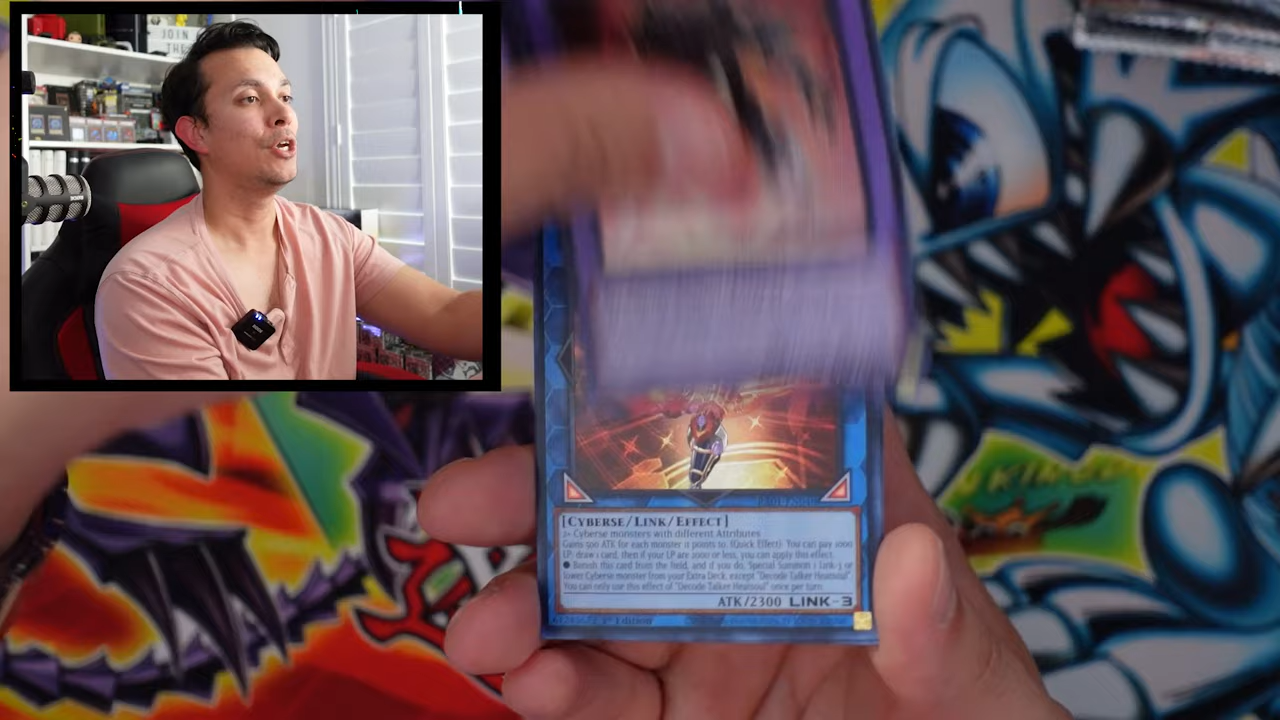 JOIN
THE
[CYBERSE/LINK/EFFECT]
2+ Cyberse monsters with different Attributes
Gains 500 ATK for each monster it points to. (Quick Effect): You can pay 1000
LP; draw 1 card, then if your LP are 2000 or less, you can apply this effect.
● Banish this card from the field, and if you do, Special Summon 1 Link-3 or
lower Cyberse monster from your Extra Deck, except "Decode Talker Heatsoul".
You can only use this effect of "Decode Talker Heatsoul" once per turn.
ATK/2300 LINK-3
1st Edition